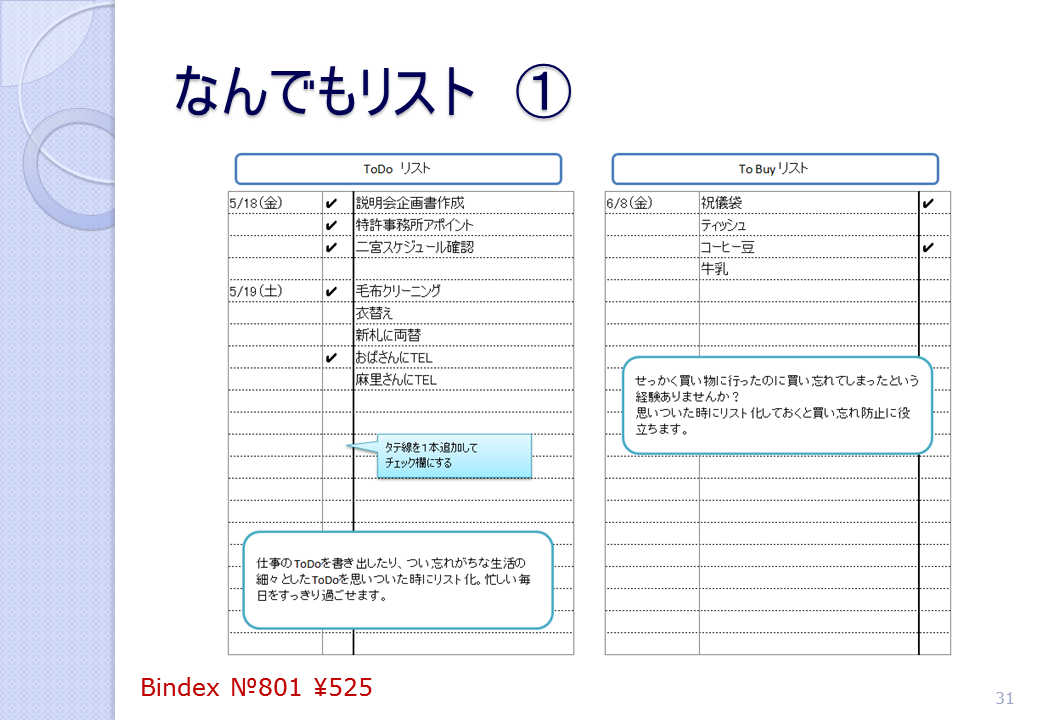 なんでもリスト ①
ToDo リスト
5/18(金) ✔ 説明会企画書作成
✔ 特許事務所アポイント
✔ 二宮スケジュール確認
5/19(土) ✔ 毛布クリーニング
衣替え
新札に両替
✔ おばさんにTEL
麻里さんにTEL
タテ線を1本追加して
チェック欄にする
仕事のToDoを書き出したり、つい忘れがちな生活の
細々としたToDoを思いついた時にリスト化。忙しい毎
日をすっきり過ごせます。
To Buy リスト
6/8(金) 祝儀袋 ✔
ティッシュ
コーヒー豆 ✔
牛乳
せっかく買い物に行ったのに買い忘れてしまったという
経験ありませんか？
思いついた時にリスト化しておくと買い忘れ防止に役
立ちます。
Bindex №801 ¥525
31